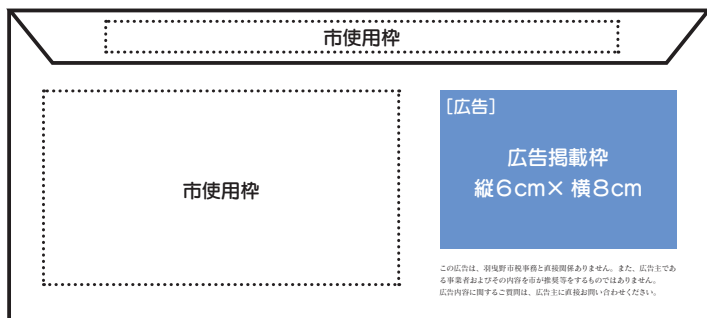 市使用枠
市使用枠
［広告］
広告掲載枠
縦6cm×横8cm
この広告は、羽曳野市税事務と直接関係ありません。また、広告主であ
る事業者およびその内容を市が推奨等をするものではありません。
広告内容に関するご質問は、広告主に直接お問い合わせください。